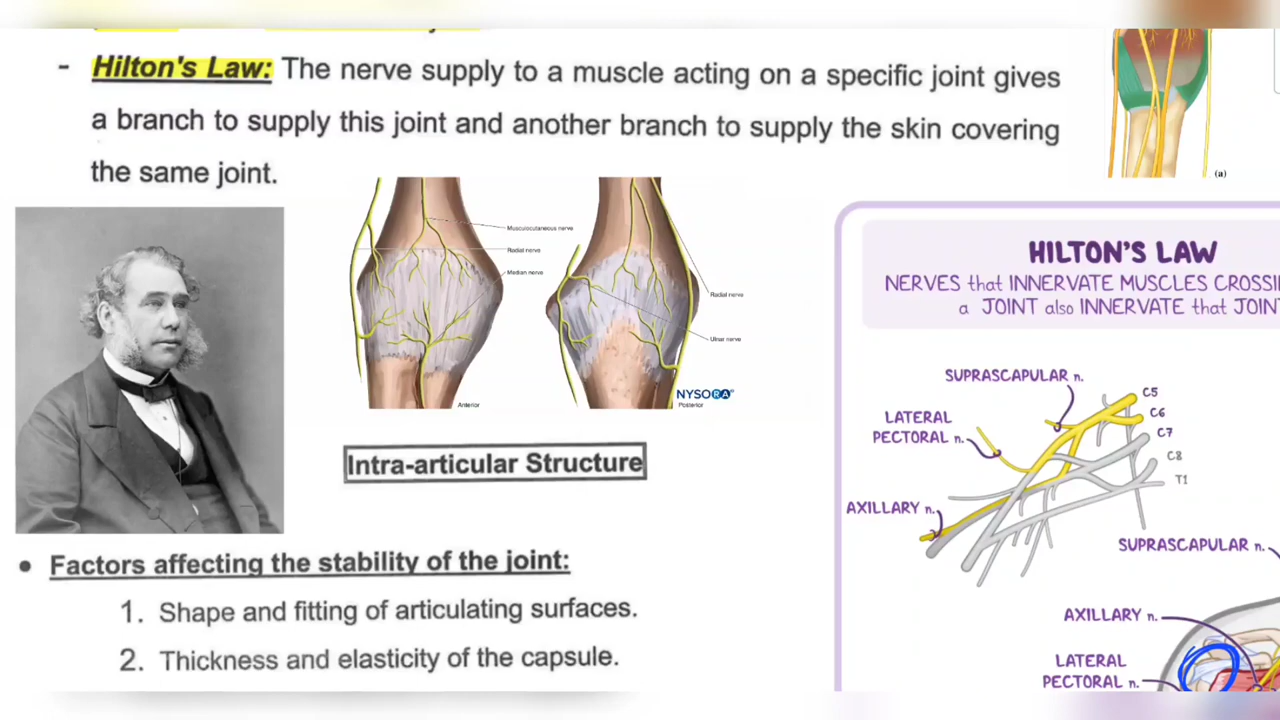 - Hilton's Law: The nerve supply to a muscle acting on a specific joint gives
a branch to supply this joint and another branch to supply the skin covering
the same joint.
(a)
Musculocutaneous nerve
Radial nerve
Median nerve
Anterior
Radial nerve
Ulnar nerve
NYSORA®
Posterior
Intra-articular Structure
• Factors affecting the stability of the joint:
1. Shape and fitting of articulating surfaces.
2. Thickness and elasticity of the capsule.
HILTON'S LAW
NERVES that INNERVATE MUSCLES CROSSI
a JOINT also INNERVATE that JOIN
SUPRASCAPULAR n.
LATERAL
PECTORAL n.
AXILLARY n.
C5
C6
C7
C8
T1
SUPRASCAPULAR n.
AXILLARY n.
LATERAL
PECTORAL n.